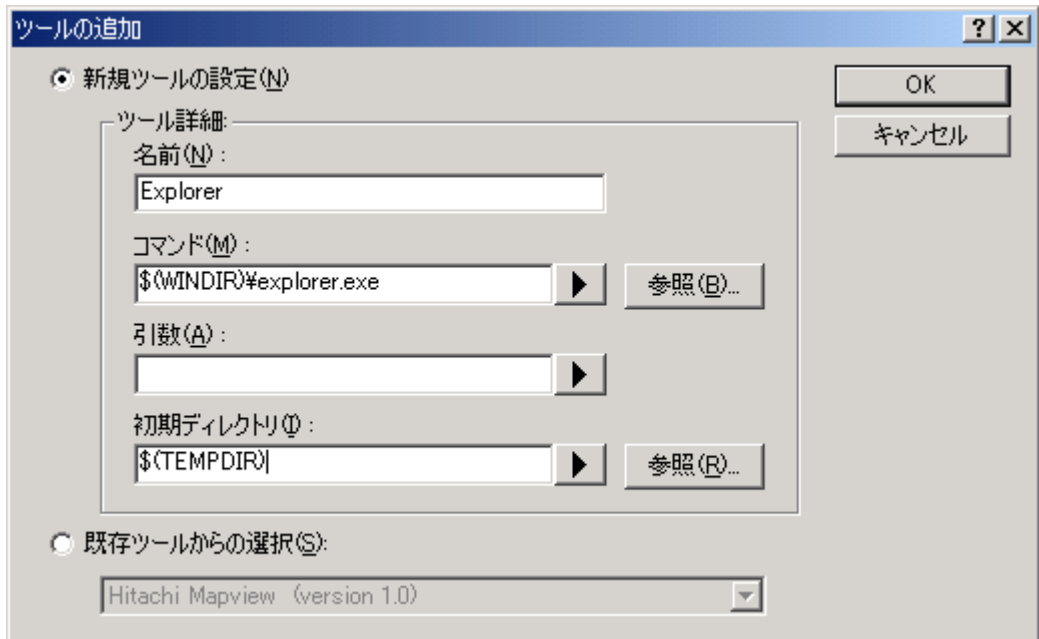 ツールの追加
新規ツールの設定(N)
OK
ツール詳細:
キャンセル
名前(N) :
Explorer
コマンド(M) :
$(WINDIR)¥explorer.exe
参照(B)...
引数(A) :
初期ディレクトリ(I) :
$(TEMPDIR)
参照(R)...
既存ツールからの選択(S):
Hitachi Mapview (version 1.0)